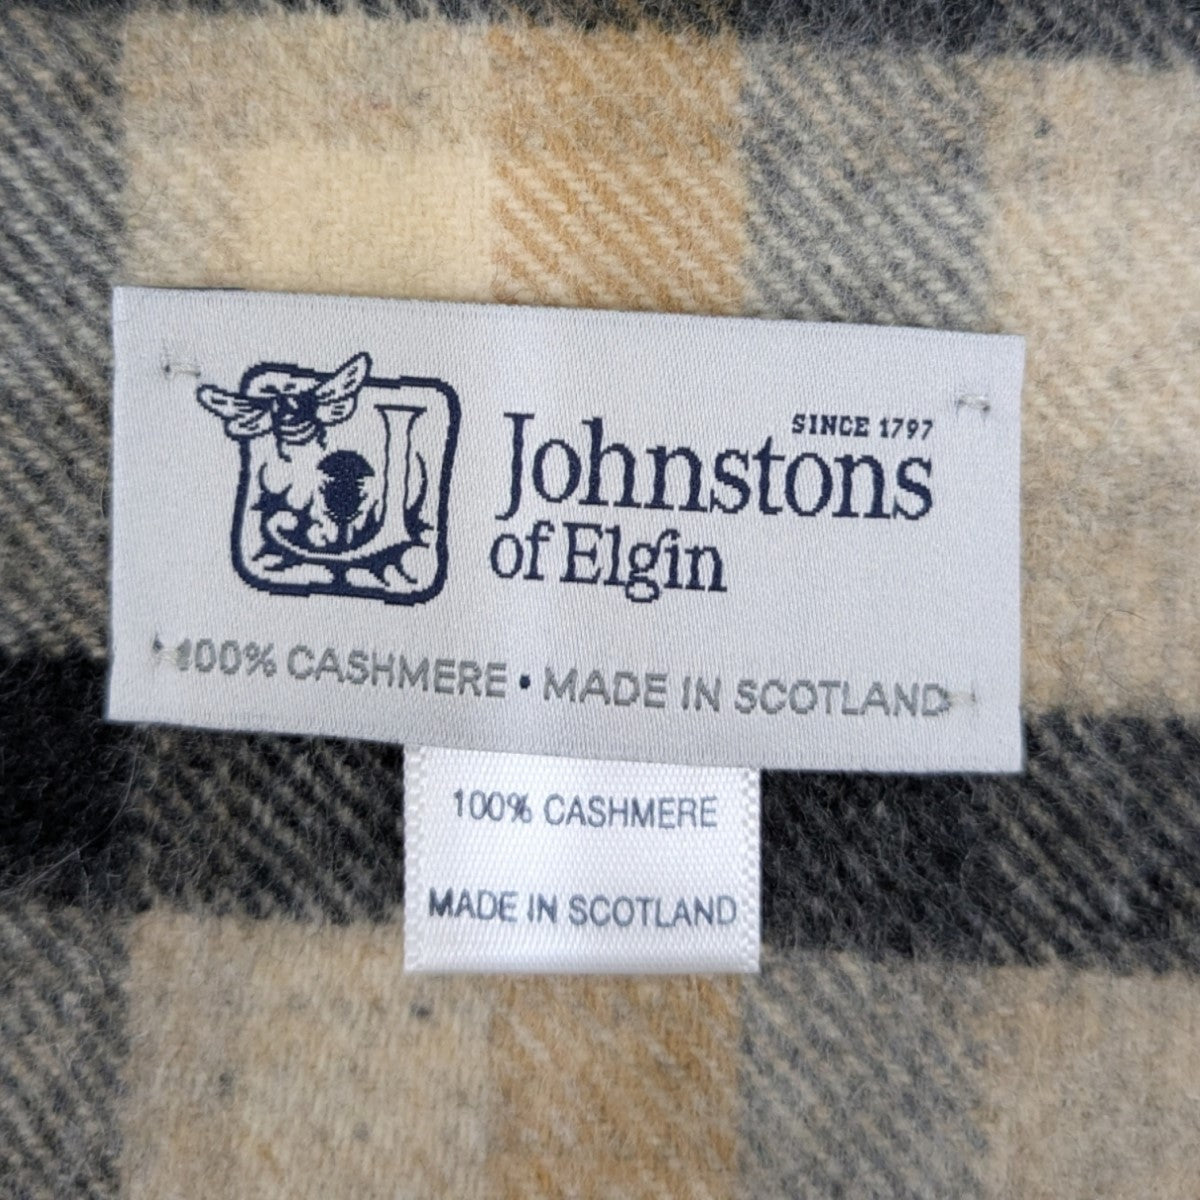 SINCE 1797
Johnstons
of Elgin
100% CASHMERE • MADE IN SCOTLAND
100% CASHMERE
MADE IN SCOTLAND